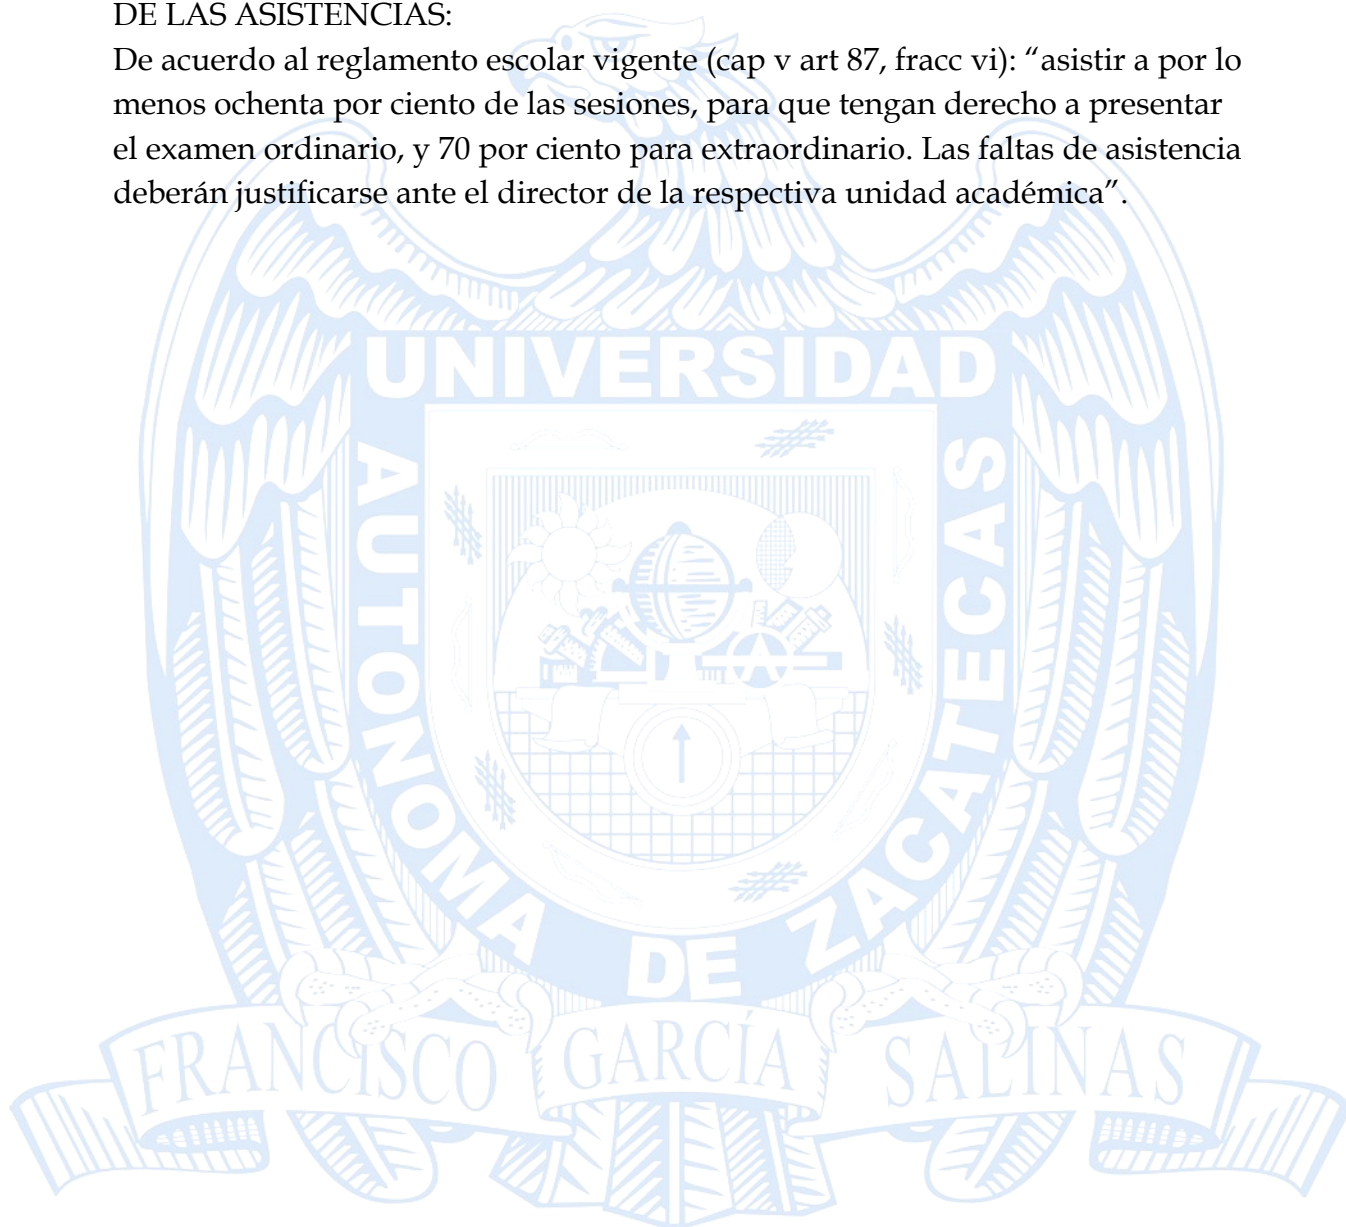 DE LAS ASISTENCIAS:
De acuerdo al reglamento escolar vigente (cap v art 87, fracc vi): “asistir a por lo
menos ochenta por ciento de las sesiones, para que tengan derecho a presentar
el examen ordinario, y 70 por ciento para extraordinario. Las faltas de asistencia
deberán justificarse ante el director de la respectiva unidad académica”.
UNIVERSIDAD
AUTONOMA DE ZACATECAS
FRANCISCO GARCÍA SALINAS